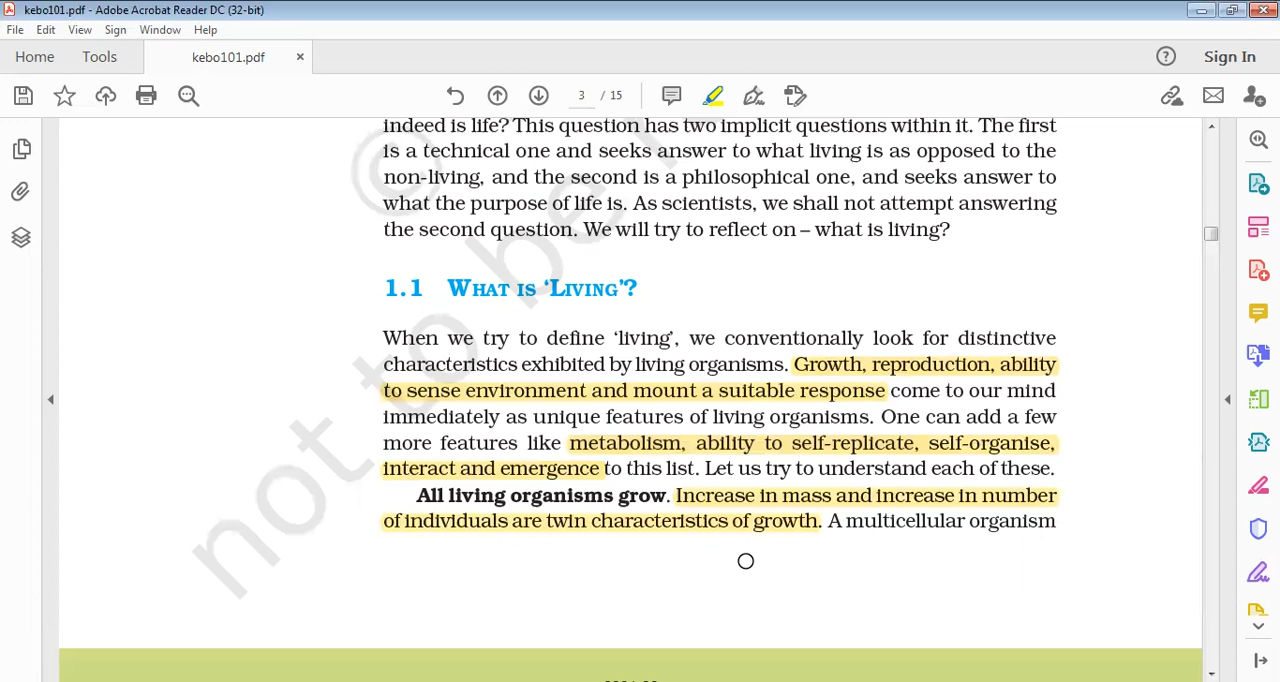 kebo101.pdf - Adobe Acrobat Reader DC (32-bit)
File Edit View Sign Window Help
Home Tools kebo101.pdf × Sign In
3 / 15
indeed is life? This question has two implicit questions within it. The first
is a technical one and seeks answer to what living is as opposed to the
non-living, and the second is a philosophical one, and seeks answer to
what the purpose of life is. As scientists, we shall not attempt answering
the second question. We will try to reflect on – what is living?
1.1 WHAT IS ‘LIVING’?
When we try to define ‘living’, we conventionally look for distinctive
characteristics exhibited by living organisms. Growth, reproduction, ability
to sense environment and mount a suitable response come to our mind
immediately as unique features of living organisms. One can add a few
more features like metabolism, ability to self-replicate, self-organise,
interact and emergence to this list. Let us try to understand each of these.
All living organisms grow. Increase in mass and increase in number
of individuals are twin characteristics of growth. A multicellular organism
© not to be r